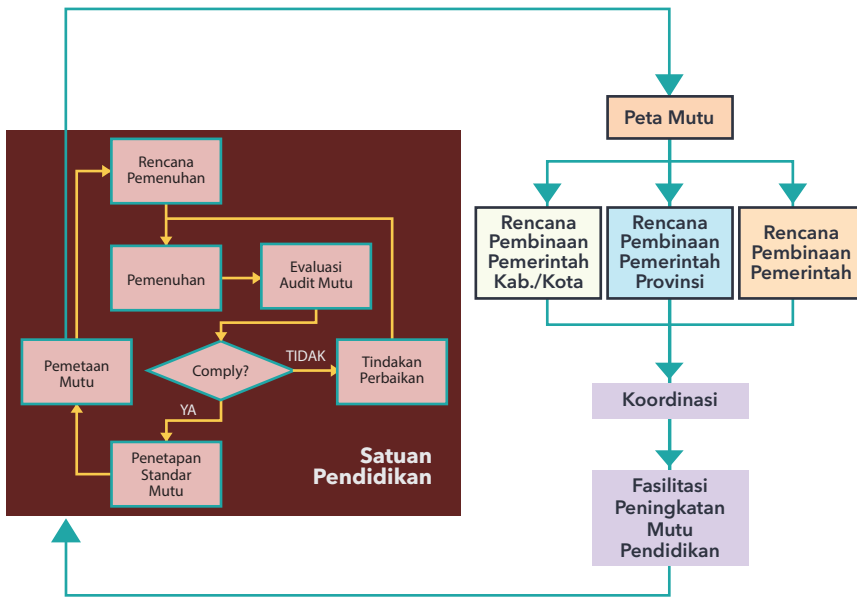 Rencana
Pemenuhan
Pemenuhan
Evaluasi
Audit Mutu
Comply?
TIDAK
Tindakan
Perbaikan
YA
Penetapan
Standar
Mutu
Pemetaan
Mutu
Satuan
Pendidikan
Peta Mutu
Rencana
Pembinaan
Pemerintah
Kab./Kota
Rencana
Pembinaan
Pemerintah
Provinsi
Rencana
Pembinaan
Pemerintah
Koordinasi
Fasilitasi
Peningkatan
Mutu
Pendidikan